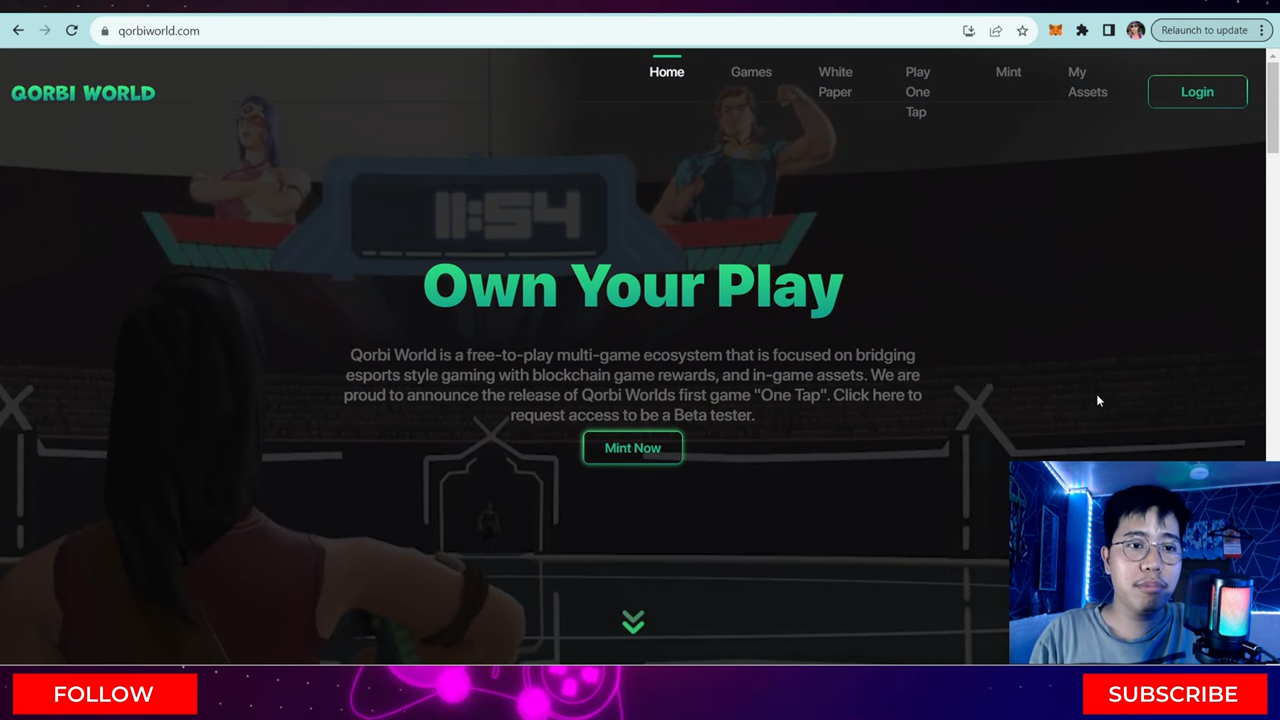 qorbiworld.com
Relaunch to update
QORBI WORLD
Home
Games
White
Paper
Play
One
Tap
Mint
My
Assets
Login
11:54
Own Your Play
Qorbi World is a free-to-play multi-game ecosystem that is focused on bridging
esports style gaming with blockchain game rewards, and in-game assets. We are
proud to announce the release of Qorbi Worlds first game "One Tap". Click here to
request access to be a Beta tester.
Mint Now
FOLLOW
SUBSCRIBE